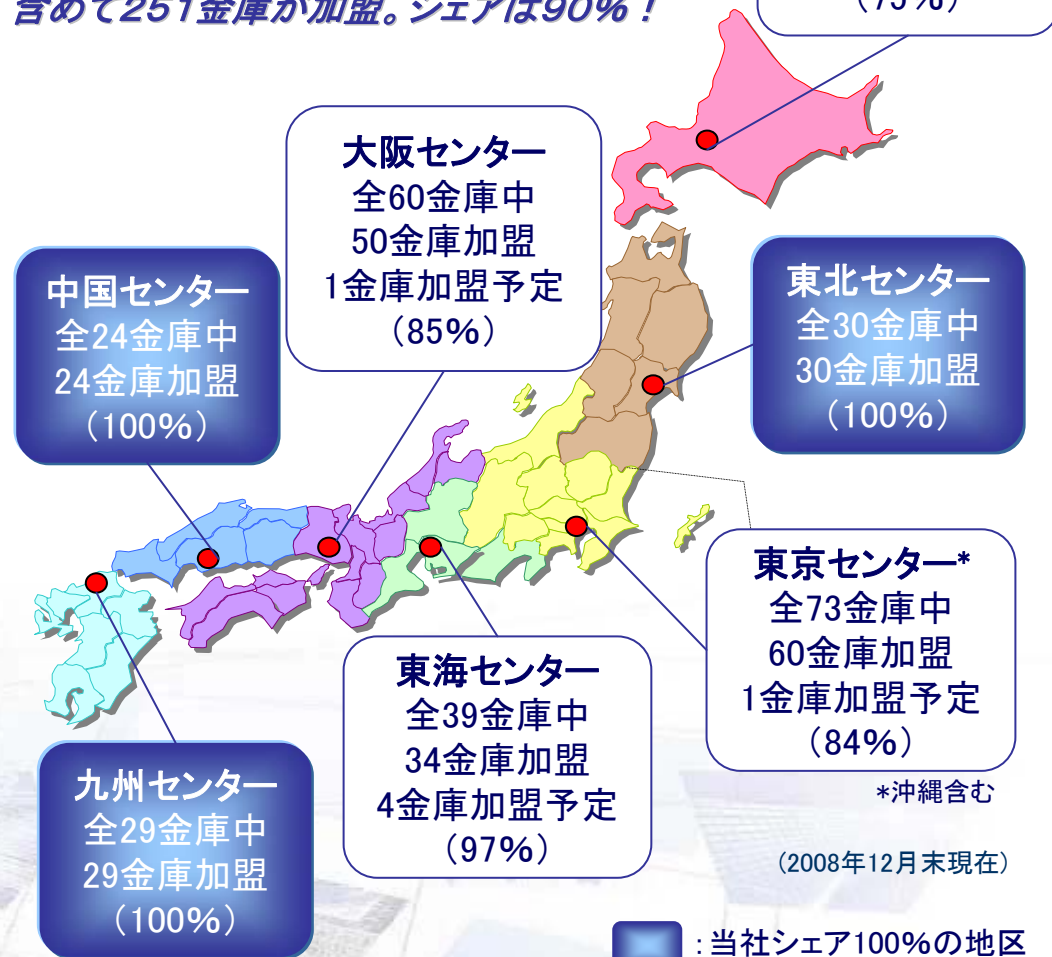 含めて251金庫が加盟。シェアは90%！
大阪センター
全60金庫中
50金庫加盟
1金庫加盟予定
（85%）
中国センター
全24金庫中
24金庫加盟
（100%）
東北センター
全30金庫中
30金庫加盟
（100%）
東京センター*
全73金庫中
60金庫加盟
1金庫加盟予定
（84%）
*沖縄含む
東海センター
全39金庫中
34金庫加盟
4金庫加盟予定
（97%）
九州センター
全29金庫中
29金庫加盟
（100%）
（2008年12月末現在）
：当社シェア100%の地区